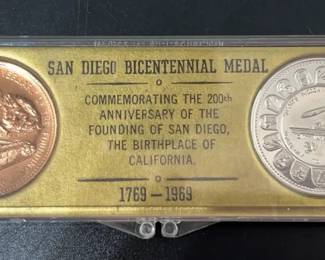 SAN DIEGO BICENTENNIAL MEDAL
COMMEMORATING THE 200th
ANNIVERSARY OF THE
FOUNDING OF SAN DIEGO,
THE BIRTHPLACE OF
CALIFORNIA.
1769—1969